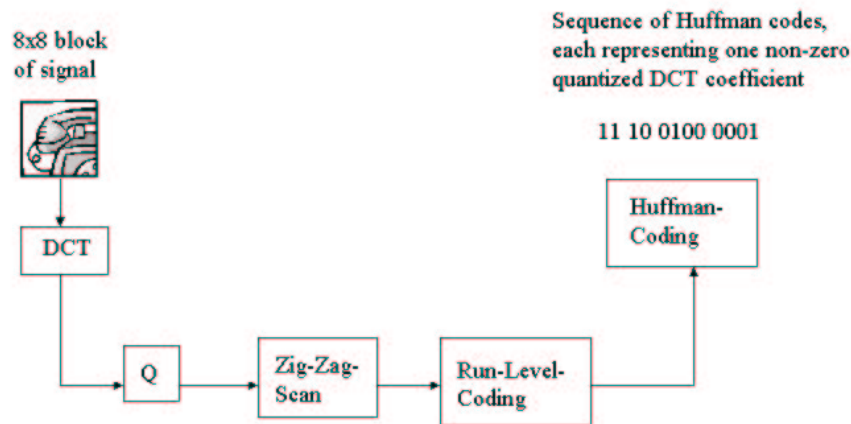 8x8 block
of signal
Sequence of Huffman codes,
each representing one non-zero
quantized DCT coefficient
11 10 0100 0001
DCT
Huffman-
Coding
Q
Zig-Zag-
Scan
Run-Level-
Coding